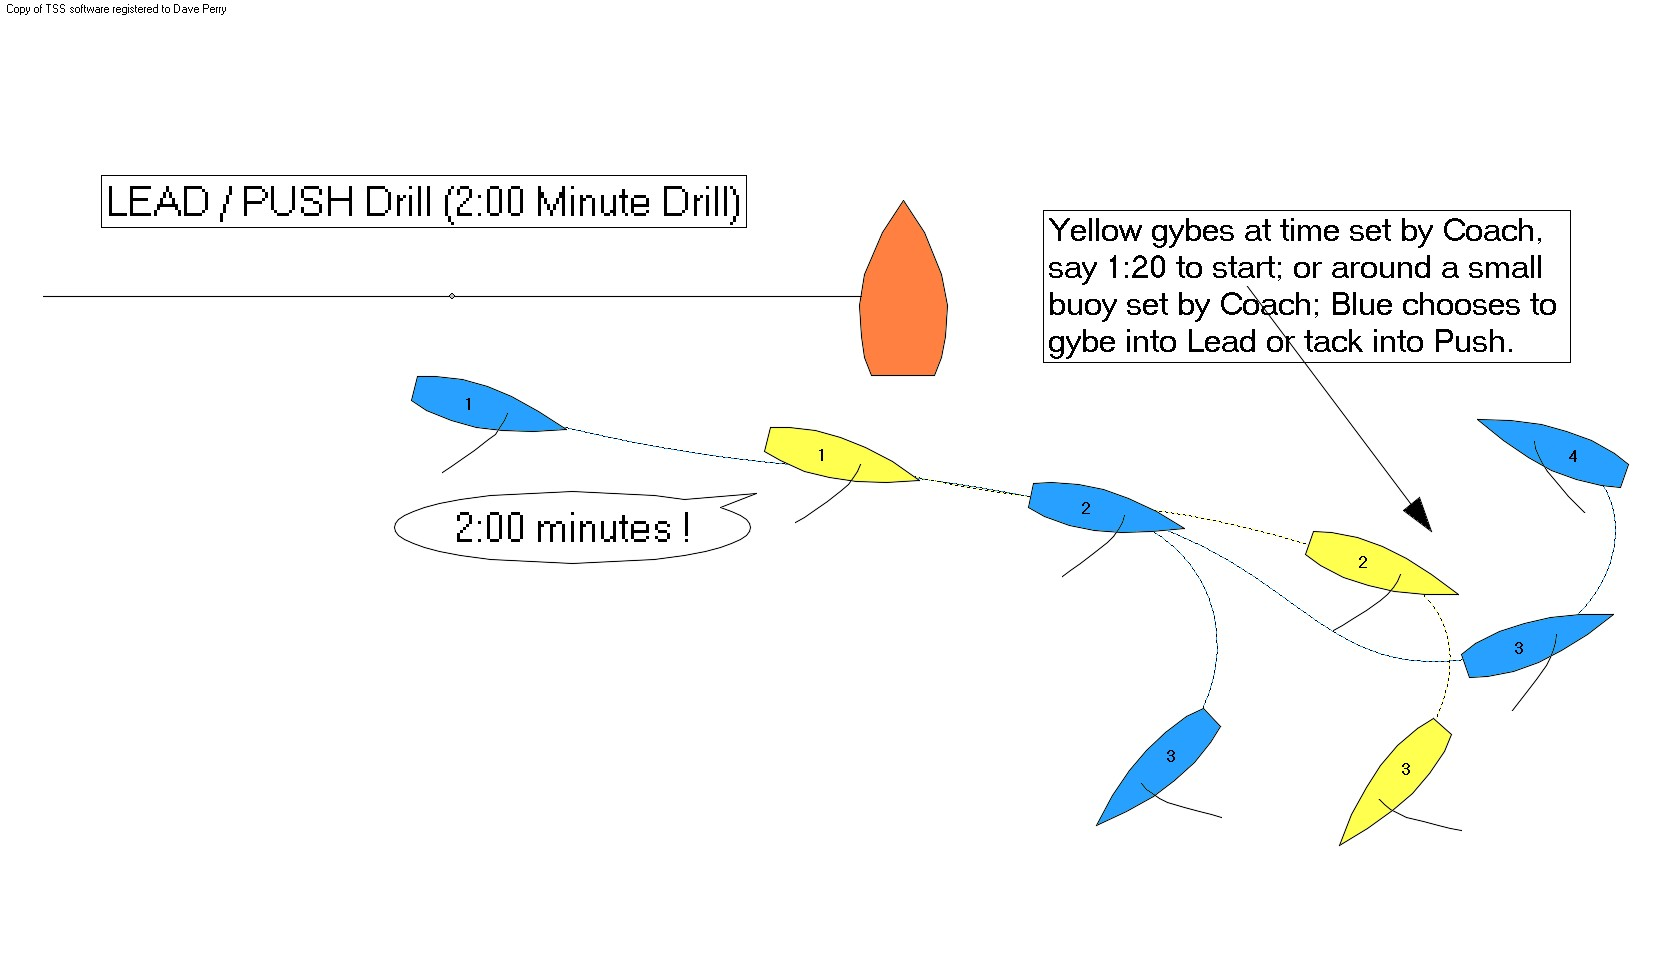 Copy of TSS software registered to Dave Perry
LEAD / PUSH Drill (2:00 Minute Drill)
Yellow gybes at time set by Coach,
say 1:20 to start; or around a small
buoy set by Coach; Blue chooses to
gybe into Lead or tack into Push.
1
1
2
2
4
2:00 minutes !
3
3
3